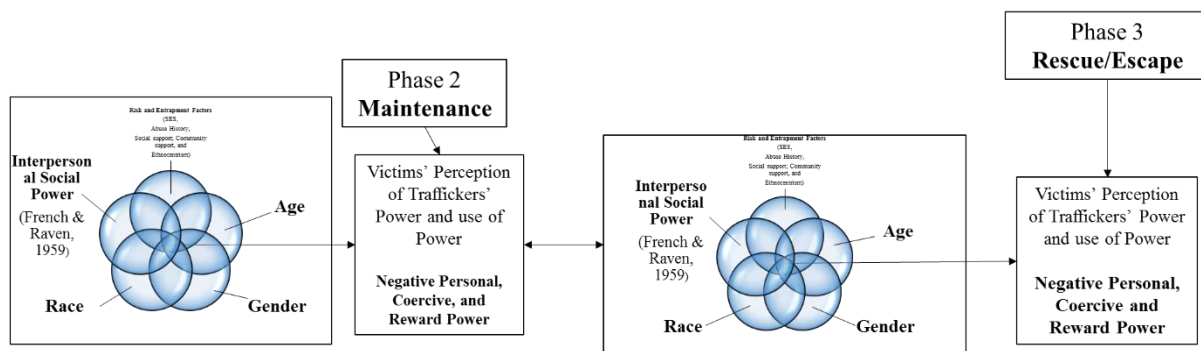 Risk and Entrapment Factors
(SES,
Abuse History,
Social support; Community
support, and
Ethnocentrism)
Interperson
al Social
Power
(French &
Raven,
1959)
Age
Race
Gender
Phase 2
Maintenance
Victims’ Perception
of Traffickers’
Power and use of
Power
Negative Personal,
Coercive, and
Reward Power
Risk and Entrapment Factors
(SES,
Abuse History,
Social support; Community
support, and
Ethnocentrism)
Interperso
nal Social
Power
(French &
Raven,
1959)
Age
Race
Gender
Phase 3
Rescue/Escape
Victims’ Perception
of Traffickers’ Power
and use of Power
Negative Personal,
Coercive and
Reward Power